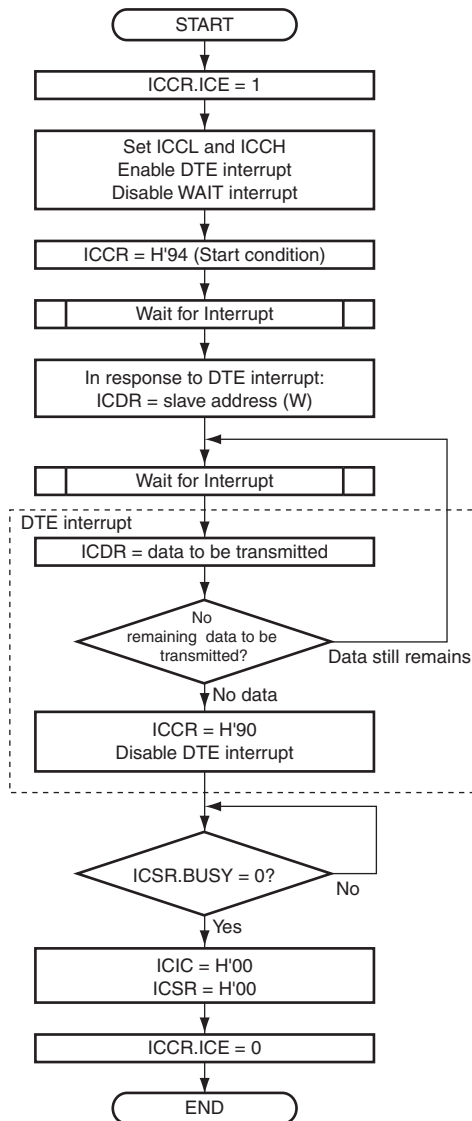 START
ICCR.ICE = 1
Set ICCL and ICCH
Enable DTE interrupt
Disable WAIT interrupt
ICCR = H'94 (Start condition)
Wait for Interrupt
In response to DTE interrupt:
ICDR = slave address (W)
Wait for Interrupt
DTE interrupt
ICDR = data to be transmitted
No
remaining data to be
transmitted?
Data still remains
No data
ICCR = H'90
Disable DTE interrupt
ICSR.BUSY = 0?
No
Yes
ICIC = H'00
ICSR = H'00
ICCR.ICE = 0
END